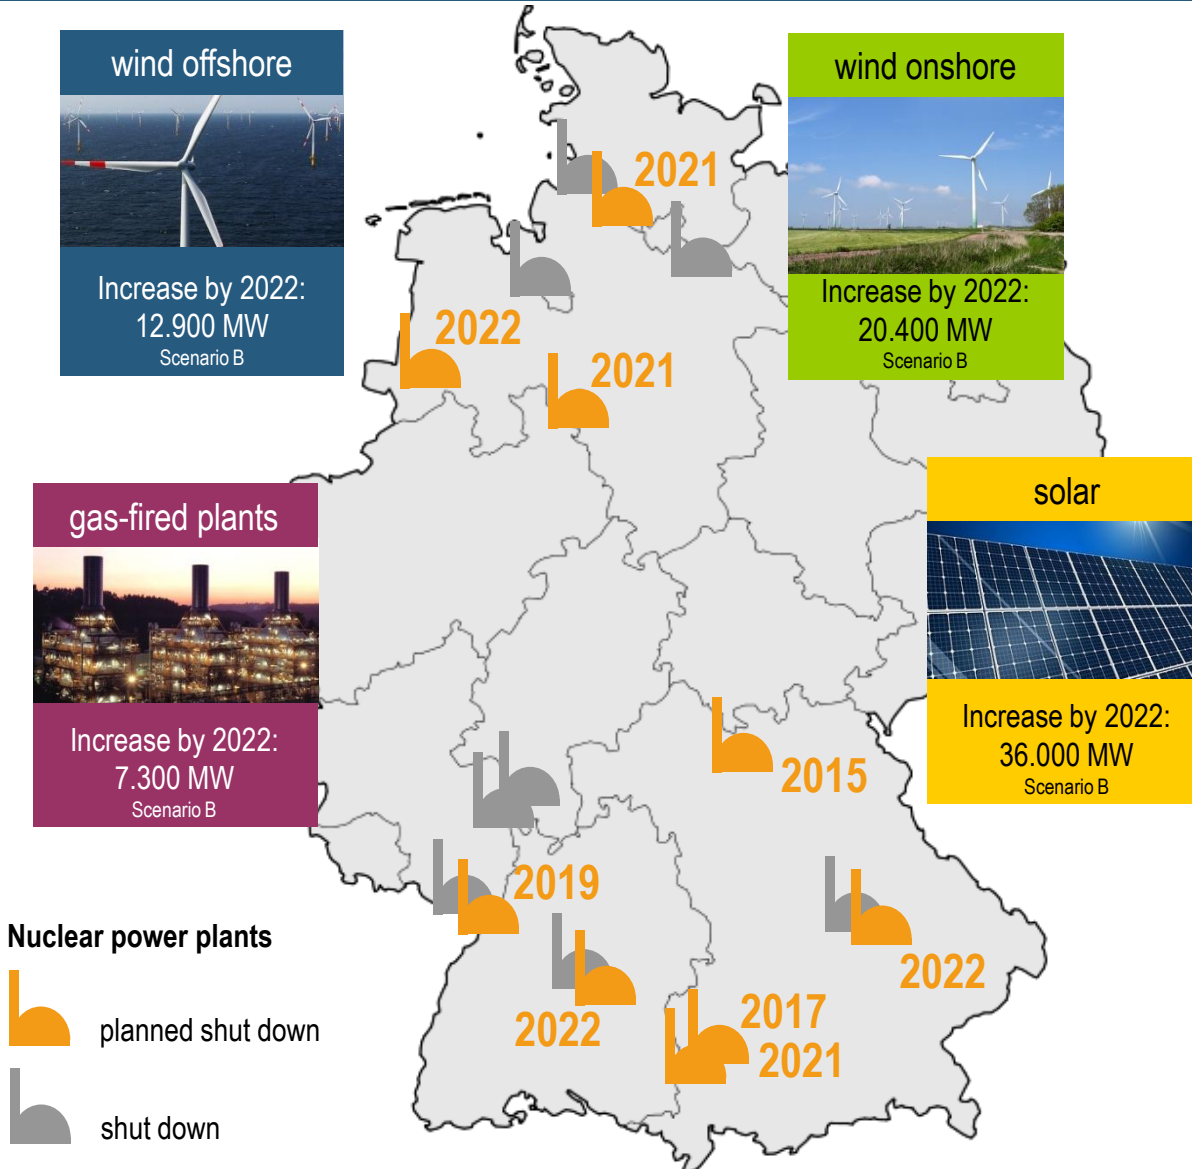 wind offshore
Increase by 2022:
12.900 MW
Scenario B
wind onshore
Increase by 2022:
20.400 MW
Scenario B
2021
2022
2021
gas-fired plants
Increase by 2022:
7.300 MW
Scenario B
solar
Increase by 2022:
36.000 MW
Scenario B
2015
2019
2022
2022
2017
2021
Nuclear power plants
planned shut down
shut down